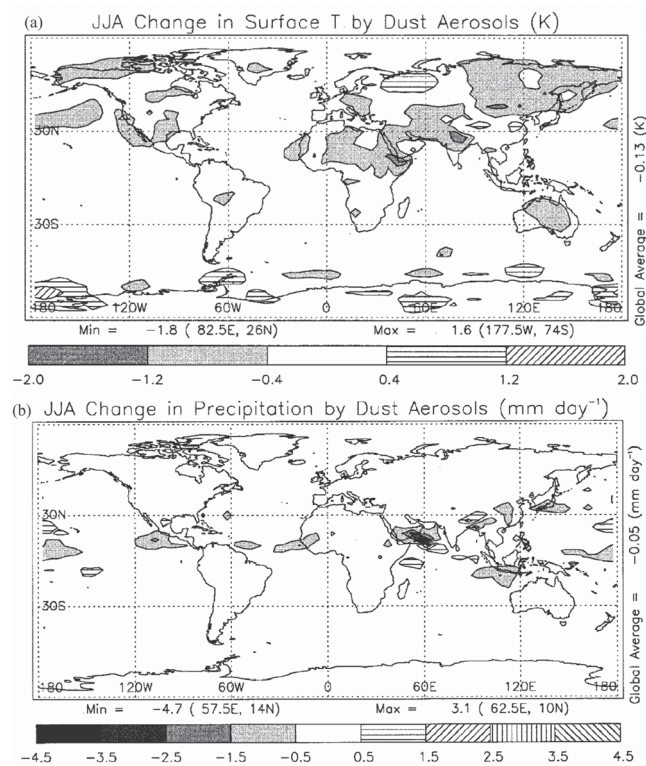 (a) JJA Change in Surface T by Dust Aerosols (K)
30N
30S
180 120W 60W 0 60E 120E 180
Min = -1.8 ( 82.5E, 26N) Max = 1.6 (177.5W, 74S)
Global Average = -0.13 (K)
-2.0 -1.2 -0.4 0.4 1.2 2.0
(b) JJA Change in Precipitation by Dust Aerosols (mm day⁻¹)
30N
30S
180 120W 60W 0 60E 120E 180
Min = -4.7 ( 57.5E, 14N) Max = 3.1 ( 62.5E, 10N)
Global Average = -0.05 (mm day⁻¹)
-4.5 -3.5 -2.5 -1.5 -0.5 0.5 1.5 2.5 3.5 4.5